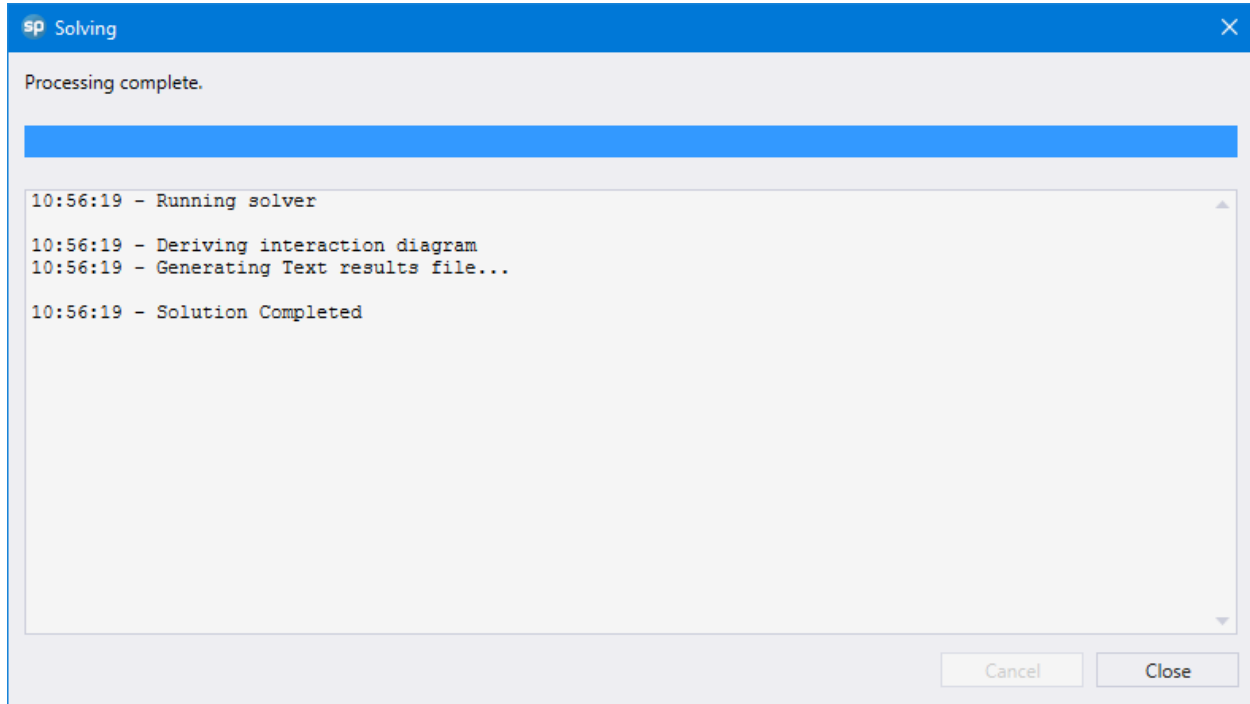 sp Solving
Processing complete.
10:56:19 - Running solver
10:56:19 - Deriving interaction diagram
10:56:19 - Generating Text results file...
10:56:19 - Solution Completed
Cancel Close